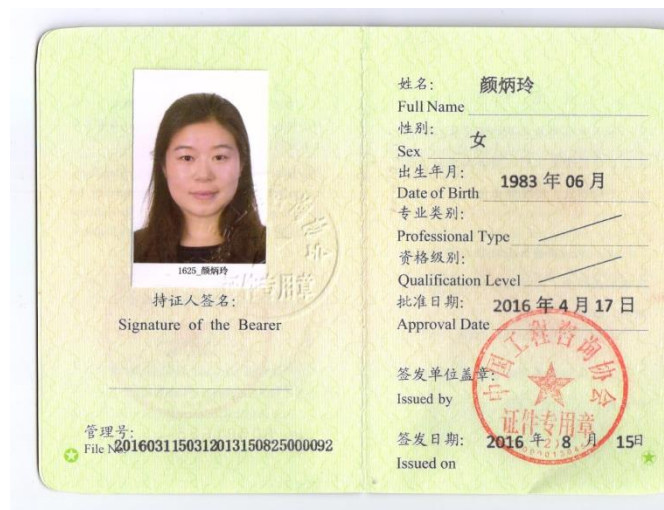 1625_颜炳玲
持证人签名：
Signature of the Bearer
管理号：
File No.
姓名： 颜炳玲
Full Name
性别： 女
Sex
出生年月： 1983 年 06 月
Date of Birth
专业类别：
Professional Type
资格级别：
Qualification Level
批准日期： 2016 年 4 月 17 日
Approval Date
中国工程咨询协会
证件专用章
签发单位盖章：
Issued by
签发日期： 2016 年 8 月 15日
Issued on